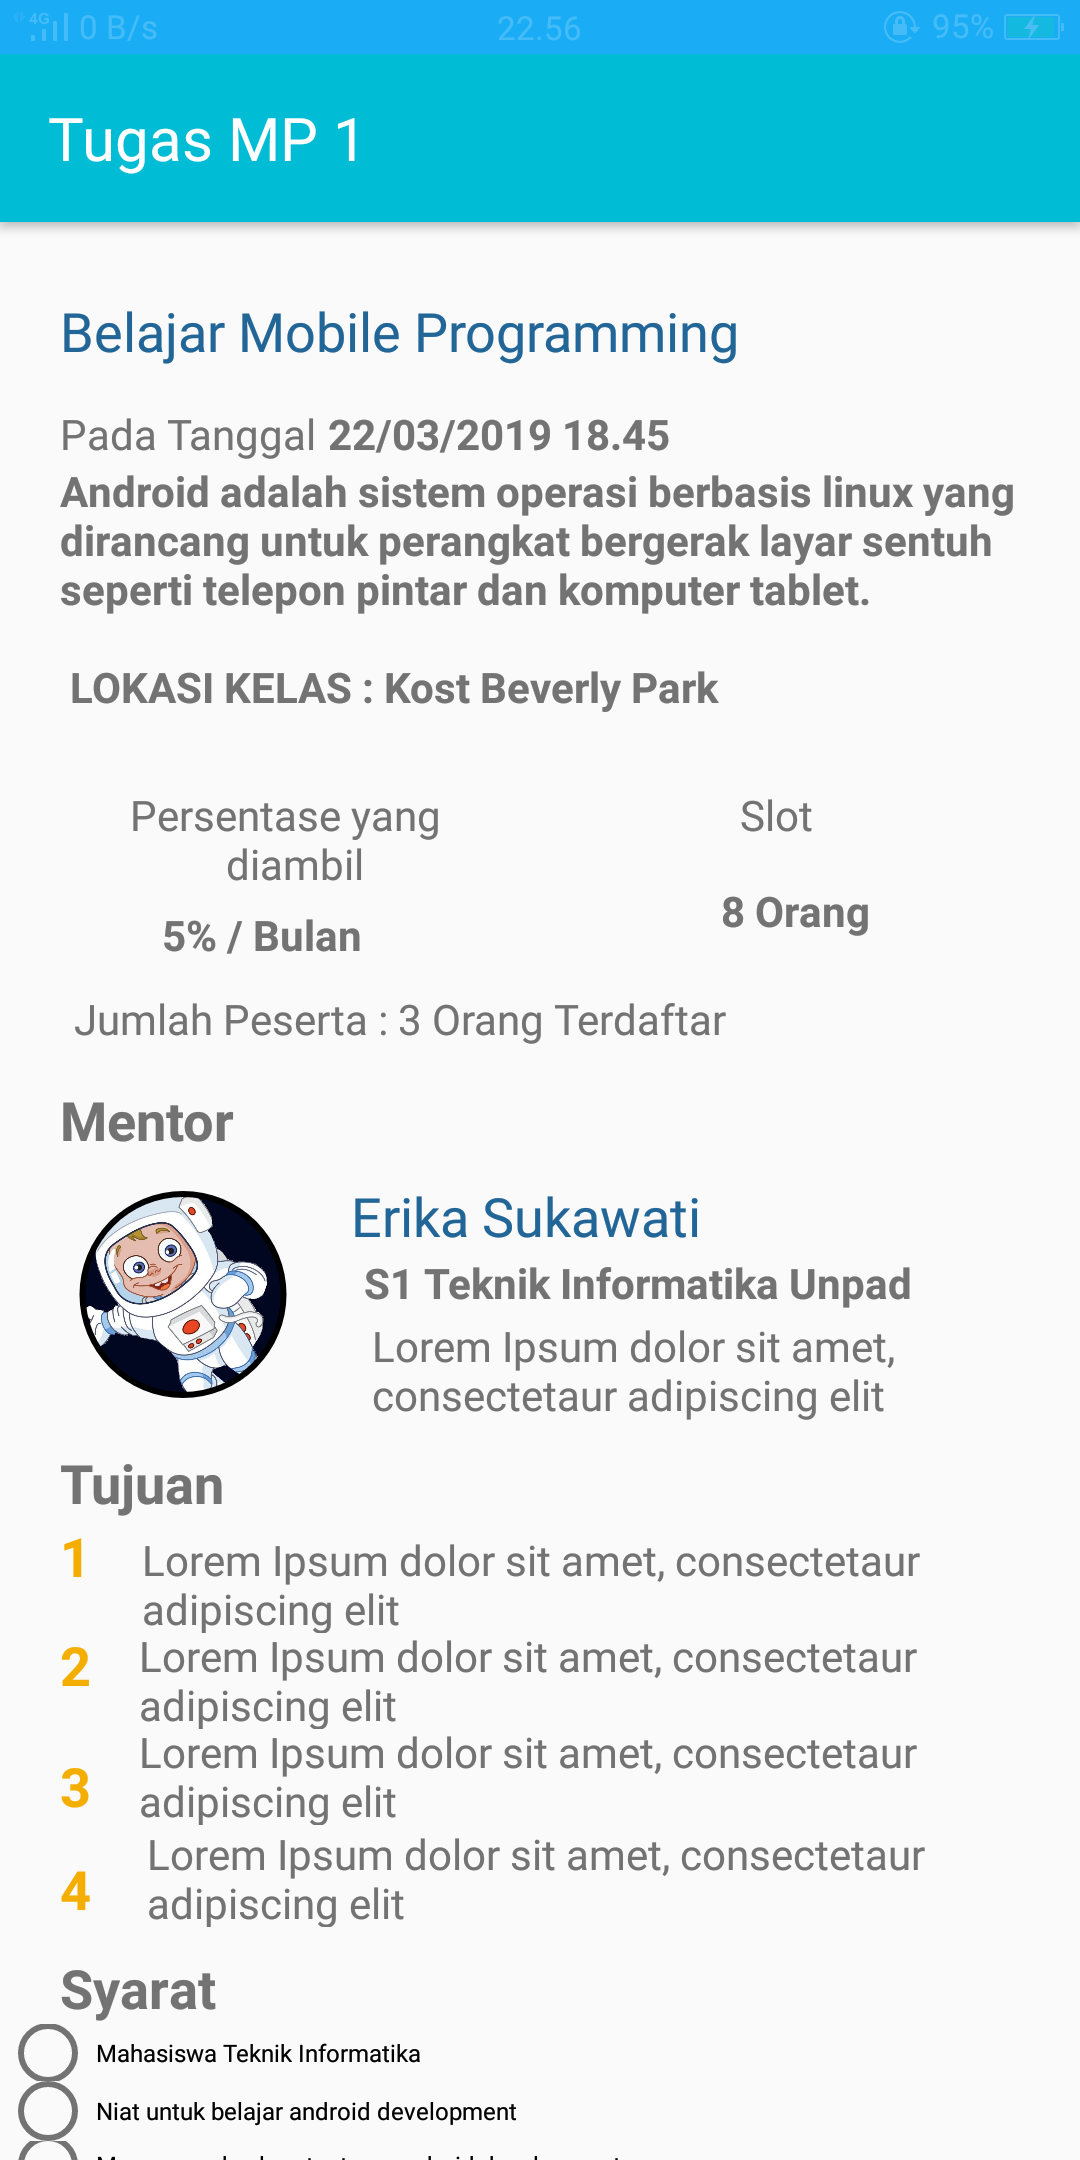 4G 0 B/s 22.56 95%
Tugas MP 1
Belajar Mobile Programming
Pada Tanggal 22/03/2019 18.45
Android adalah sistem operasi berbasis linux yang
dirancang untuk perangkat bergerak layar sentuh
seperti telepon pintar dan komputer tablet.
LOKASI KELAS : Kost Beverly Park
Persentase yang
diambil
5% / Bulan
Slot
8 Orang
Jumlah Peserta : 3 Orang Terdaftar
Mentor
Erika Sukawati
S1 Teknik Informatika Unpad
Lorem Ipsum dolor sit amet,
consectetaur adipiscing elit
Tujuan
1 Lorem Ipsum dolor sit amet, consectetaur
adipiscing elit
2 Lorem Ipsum dolor sit amet, consectetaur
adipiscing elit
3 Lorem Ipsum dolor sit amet, consectetaur
adipiscing elit
4 Lorem Ipsum dolor sit amet, consectetaur
adipiscing elit
Syarat
Mahasiswa Teknik Informatika
Niat untuk belajar android development